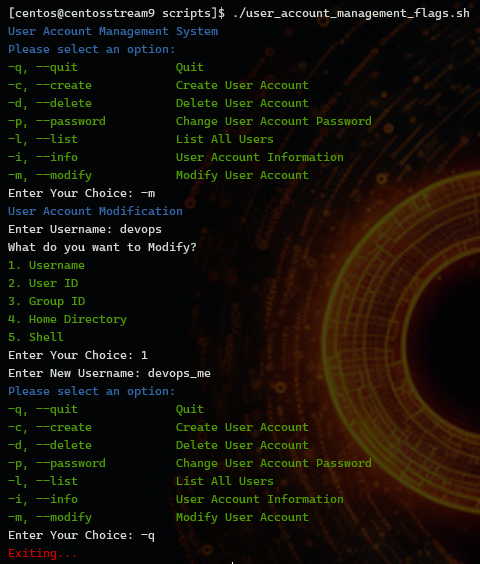 [centos@centosstream9 scripts]$ ./user_account_management_flags.sh
User Account Management System
Please select an option:
-q, --quit Quit
-c, --create Create User Account
-d, --delete Delete User Account
-p, --password Change User Account Password
-l, --list List All Users
-i, --info User Account Information
-m, --modify Modify User Account
Enter Your Choice: -m
User Account Modification
Enter Username: devops
What do you want to Modify?
1. Username
2. User ID
3. Group ID
4. Home Directory
5. Shell
Enter Your Choice: 1
Enter New Username: devops_me
Please select an option:
-q, --quit Quit
-c, --create Create User Account
-d, --delete Delete User Account
-p, --password Change User Account Password
-l, --list List All Users
-i, --info User Account Information
-m, --modify Modify User Account
Enter Your Choice: -q
Exiting...